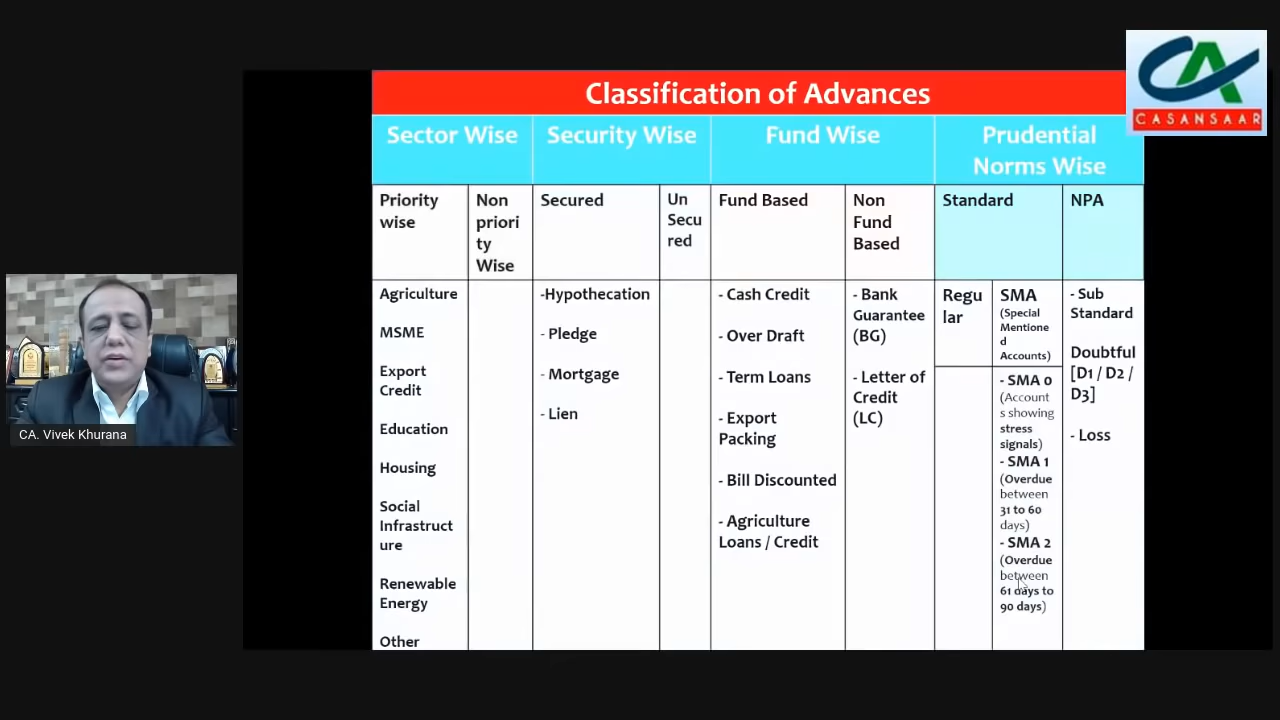 Classification of Advances
CASANSAAR
Sector Wise
Security Wise
Fund Wise
Prudential
Norms Wise
Priority
wise
Non
priori
ty
Wise
Secured
Un
Secu
red
Fund Based
Non
Fund
Based
Standard
NPA
Agriculture
MSME
Export
Credit
Education
Housing
Social
Infrastruct
ure
Renewable
Energy
Other
-Hypothecation
- Pledge
- Mortgage
- Lien
- Cash Credit
- Over Draft
- Term Loans
- Export
Packing
- Bill Discounted
- Agriculture
Loans / Credit
- Bank
Guarantee
(BG)
- Letter of
Credit
(LC)
Regu
lar
SMA
(Special
Mentione
d
Accounts)
- SMA 0
(Account
s showing
stress
signals)
- SMA 1
(Overdue
between
31 to 60
days)
- SMA 2
(Overdue
between
61 days to
90 days)
- Sub
Standard
Doubtful
[D1 / D2 /
D3]
- Loss
CA. Vivek Khurana